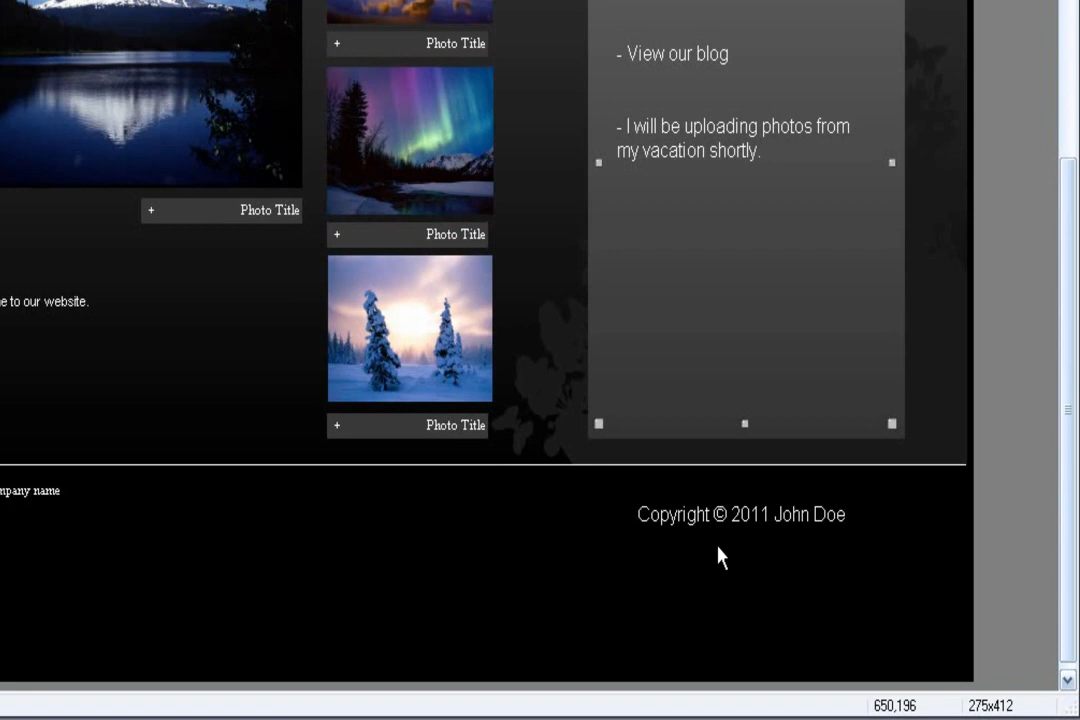 + Photo Title
- View our blog
- I will be uploading photos from
my vacation shortly.
+ Photo Title
+ Photo Title
to our website.
+ Photo Title
name
Copyright © 2011 John Doe
650,196
275x412